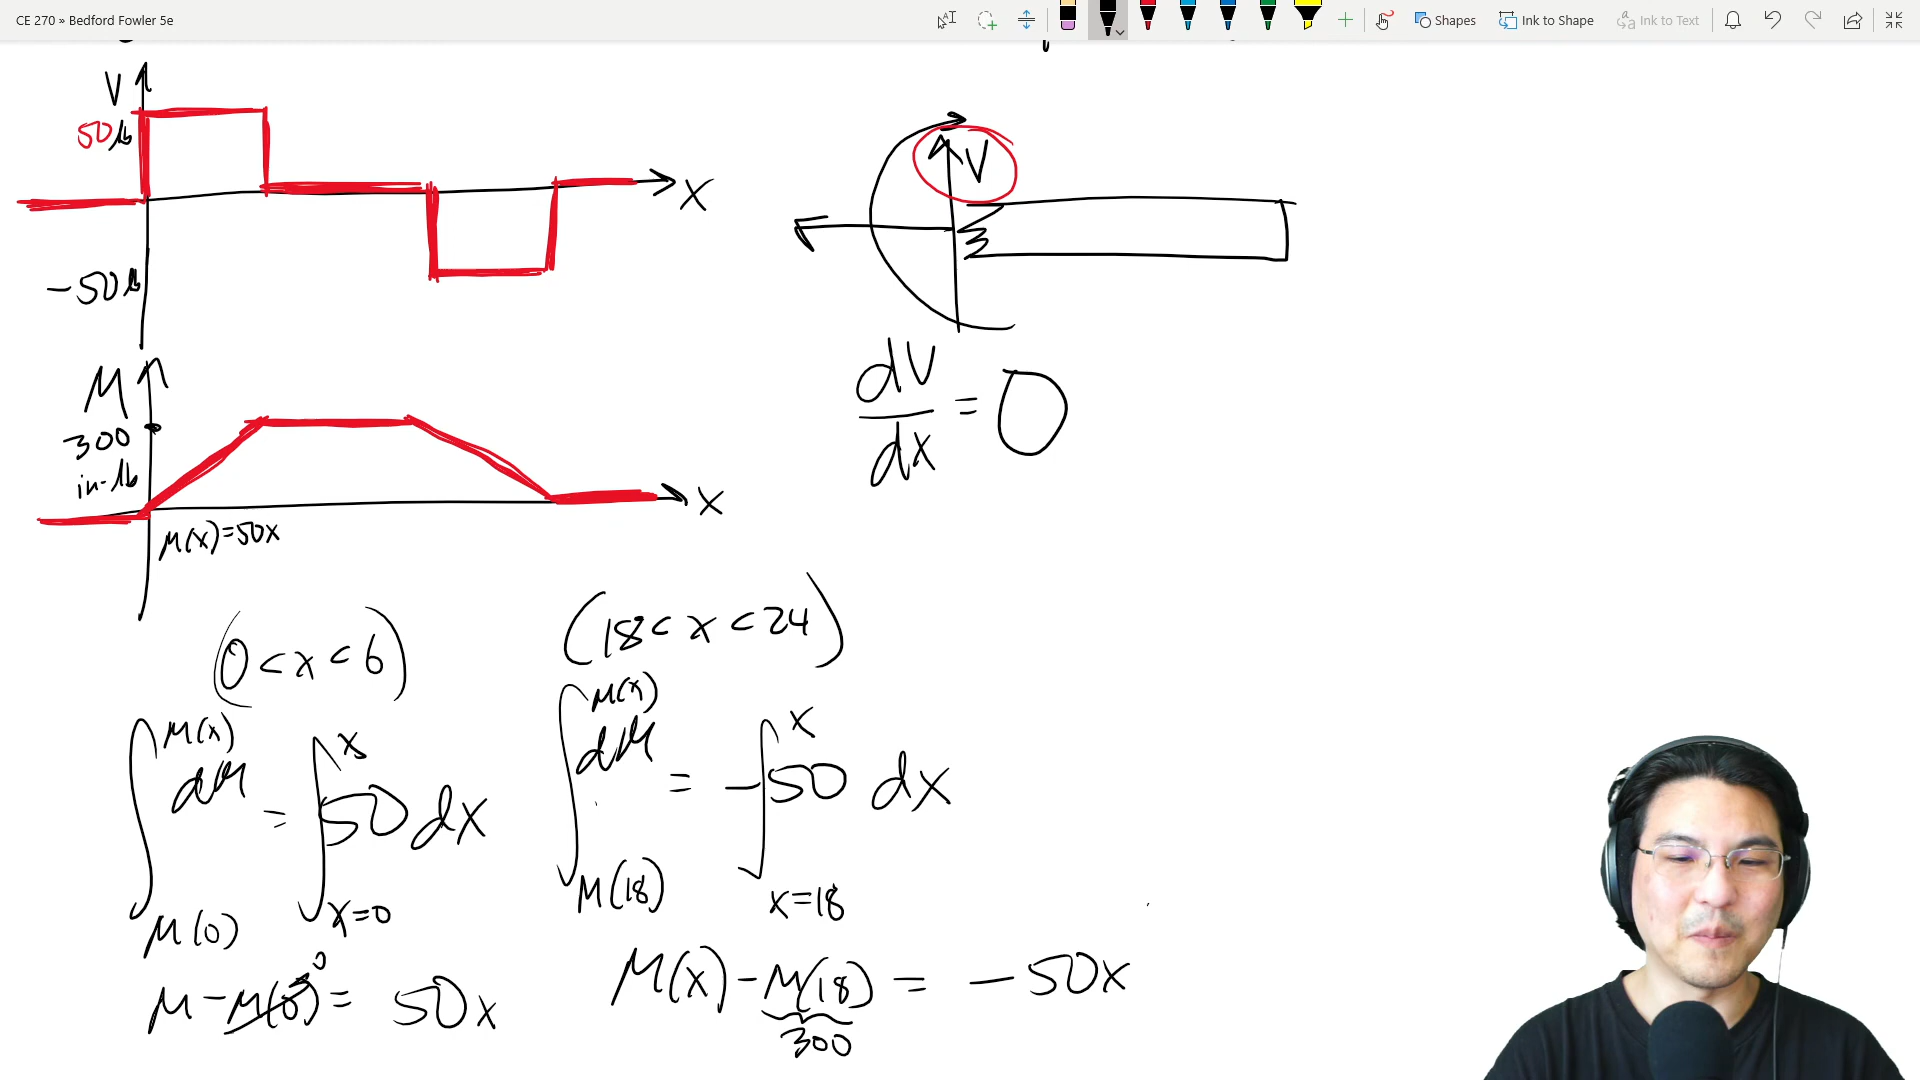 CE 270 » Bedford Fowler 5e
Shapes
Ink to Shape
Ink to Text
V
50 lb
X
-50 lb
M
300
in-lb
X
M(x)=50x
V
dV/dx = 0
(0<x<6)
∫ M(x) dM M(0) = ∫ x 50 dx x=0
M - M(0) 0 = 50x
(18<x<24)
∫ M(x) dM M(18) = -∫ x 50 dx x=18
M(x) - M(18) = -50x
300